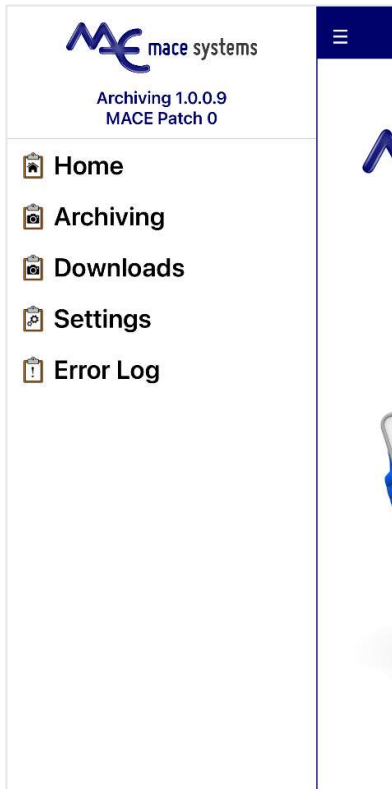 mace systems
Archiving 1.0.0.9
MACE Patch 0
Home
Archiving
Downloads
Settings
Error Log